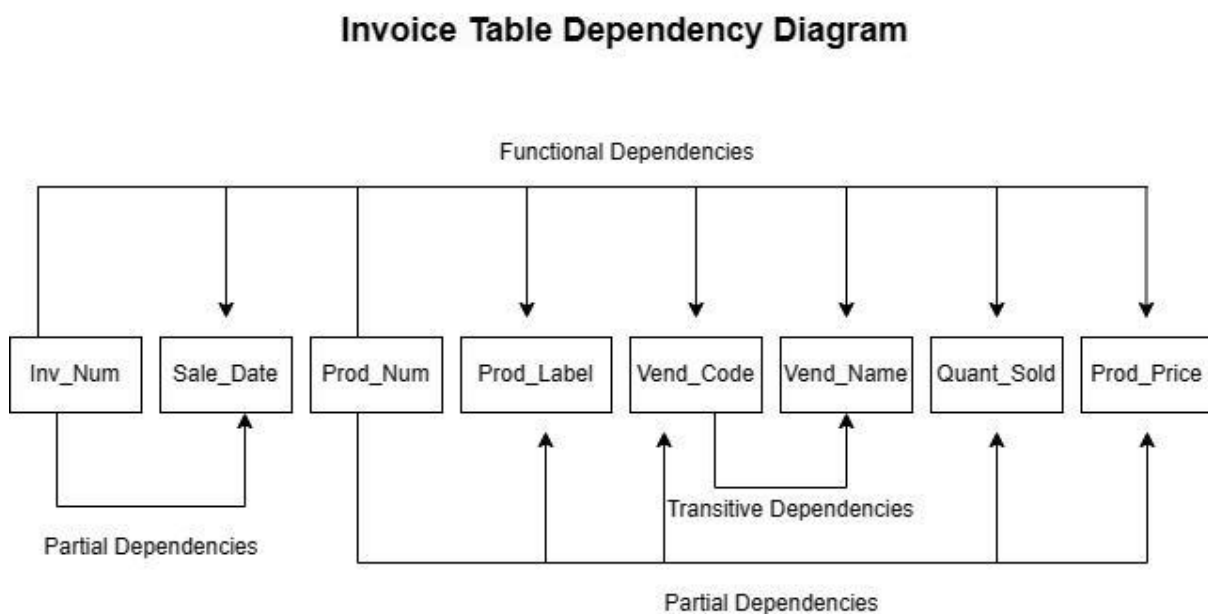 Invoice Table Dependency Diagram
Functional Dependencies
Inv_Num
Sale_Date
Prod_Num
Prod_Label
Vend_Code
Vend_Name
Quant_Sold
Prod_Price
Transitive Dependencies
Partial Dependencies
Partial Dependencies